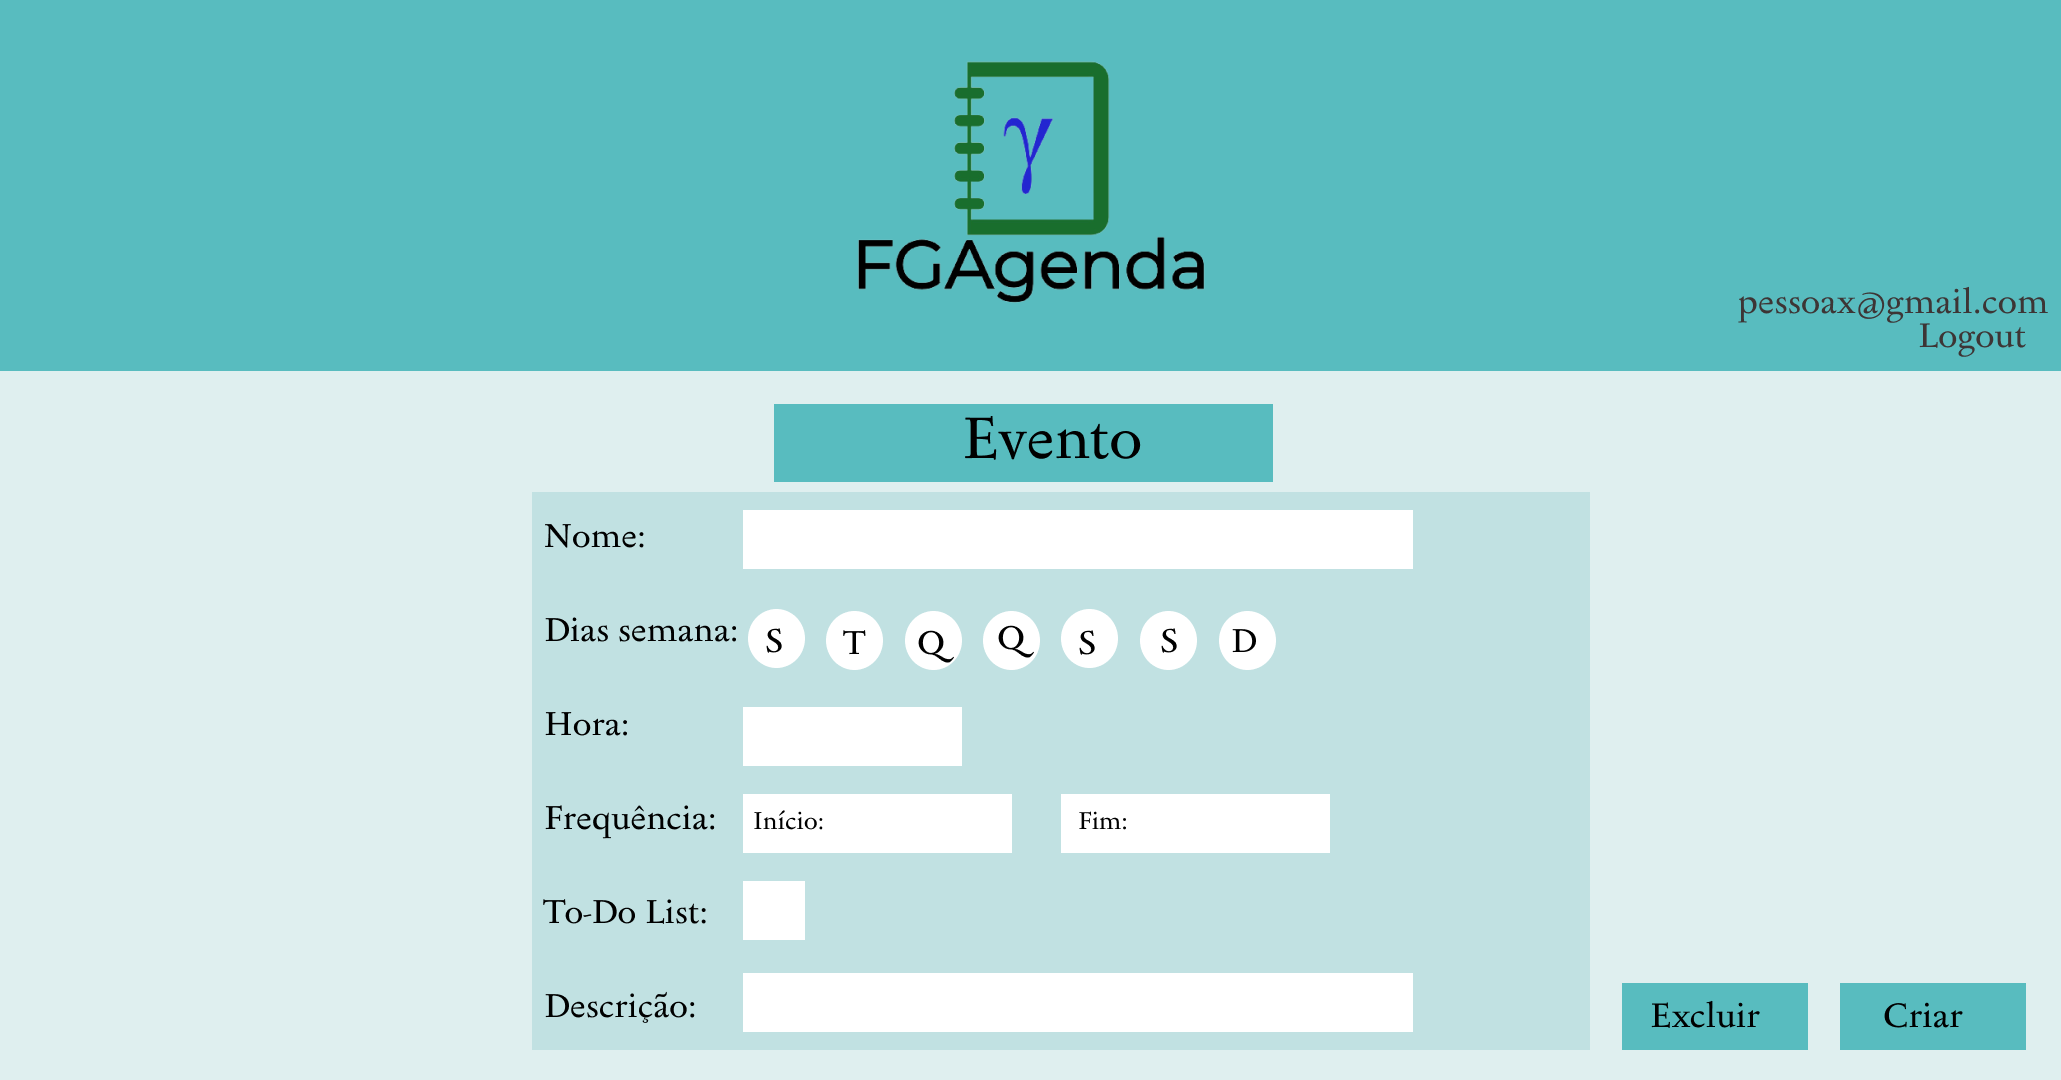 γ
FGAgenda
pessoax@gmail.com
Logout
Evento
Nome:
Dias semana: S T Q Q S S D
Hora:
Frequência: Início: Fim:
To-Do List:
Descrição:
Excluir Criar